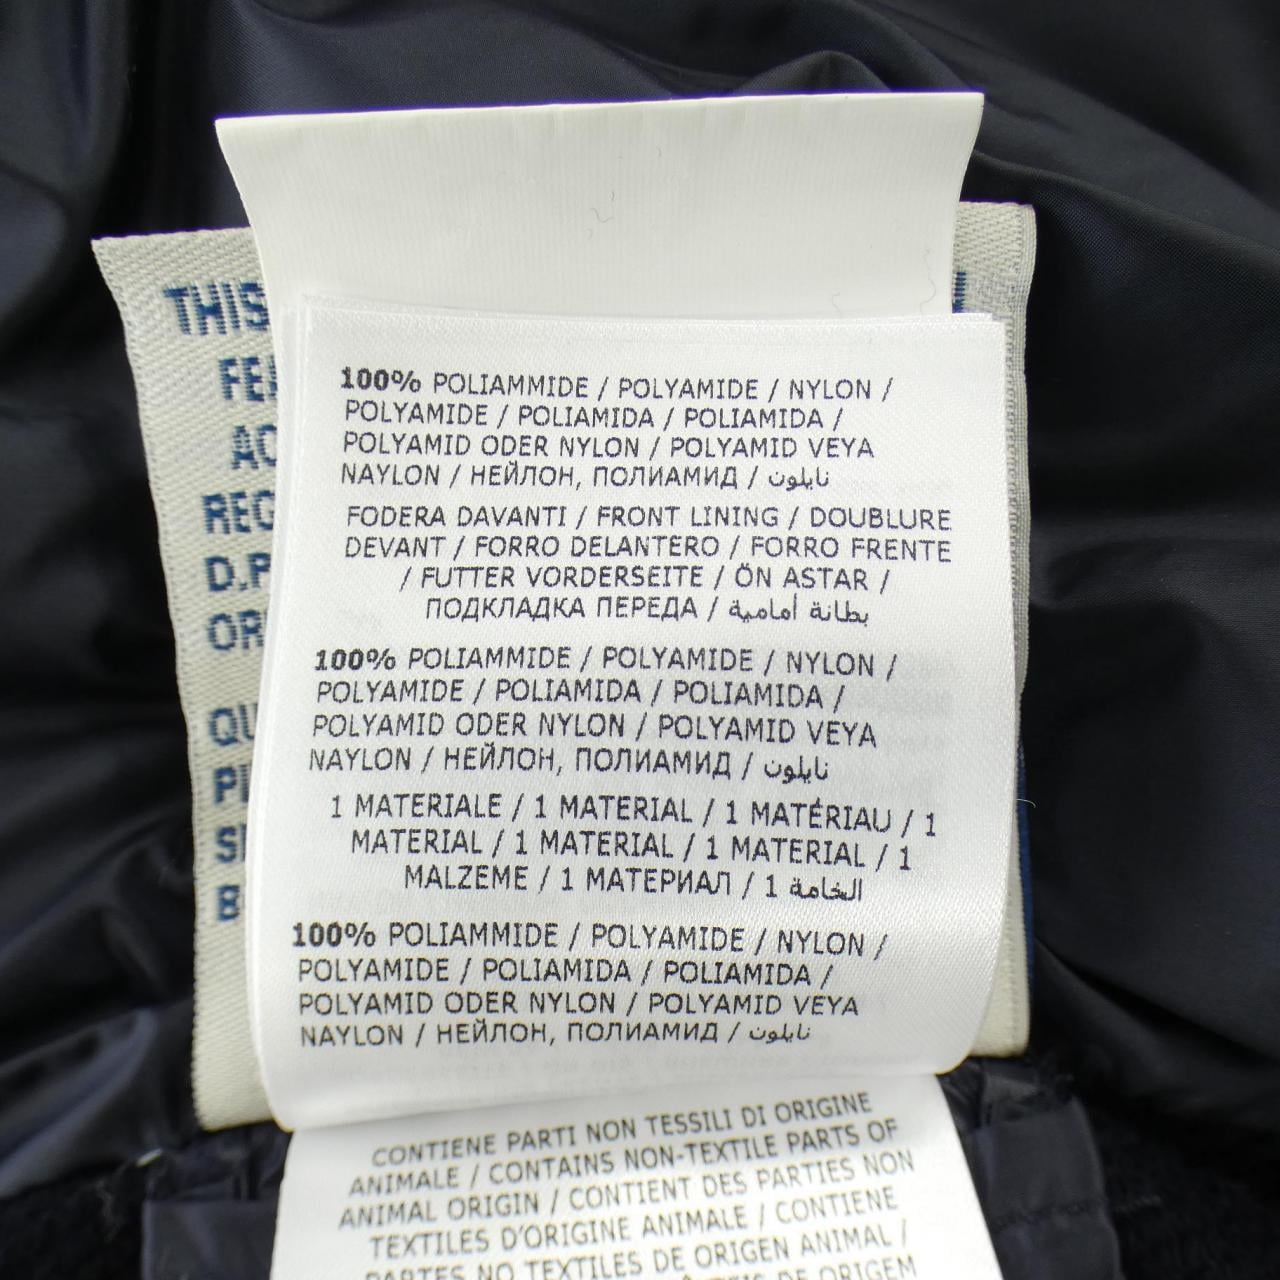 THIS
REG
D.P
OR
100% POLIAMMIDE / POLYAMIDE / NYLON /
POLYAMIDE / POLIAMIDA / POLIAMIDA /
POLYAMID ODER NYLON / POLYAMID VEYA
NAYLON / НЕЙЛОН, ПОЛИАМИД / نايلون
FODERA DAVANTI / FRONT LINING / DOUBLURE
DEVANT / FORRO DELANTERO / FORRO FRENTE
/ FUTTER VORDERSEITE / ÖN ASTAR /
ПОДКЛАДКА ПЕРЕДА / بطانة أمامية
100% POLIAMMIDE / POLYAMIDE / NYLON /
POLYAMIDE / POLIAMIDA / POLIAMIDA /
POLYAMID ODER NYLON / POLYAMID VEYA
NAYLON / НЕЙЛОН, ПОЛИАМИД / نايلون
1 MATERIALE / 1 MATERIAL / 1 MATÉRIAU / 1
MATERIAL / 1 MATERIAL / 1 MATERIAL / 1
MALZEME / 1 МАТЕРИАЛ / 1 الخامة
100% POLIAMMIDE / POLYAMIDE / NYLON /
POLYAMIDE / POLIAMIDA / POLIAMIDA /
POLYAMID ODER NYLON / POLYAMID VEYA
NAYLON / НЕЙЛОН, ПОЛИАМИД / نايلون
CONTIENE PARTI NON TESSILI DI ORIGINE
ANIMALE / CONTAINS NON-TEXTILE PARTS OF
ANIMAL ORIGIN / CONTIENT DES PARTIES NON
TEXTILES D'ORIGINE ANIMALE / CONTIENE
PARTES NO TEXTILES DE ORIGEN ANIMAL /
DE ORIGEM